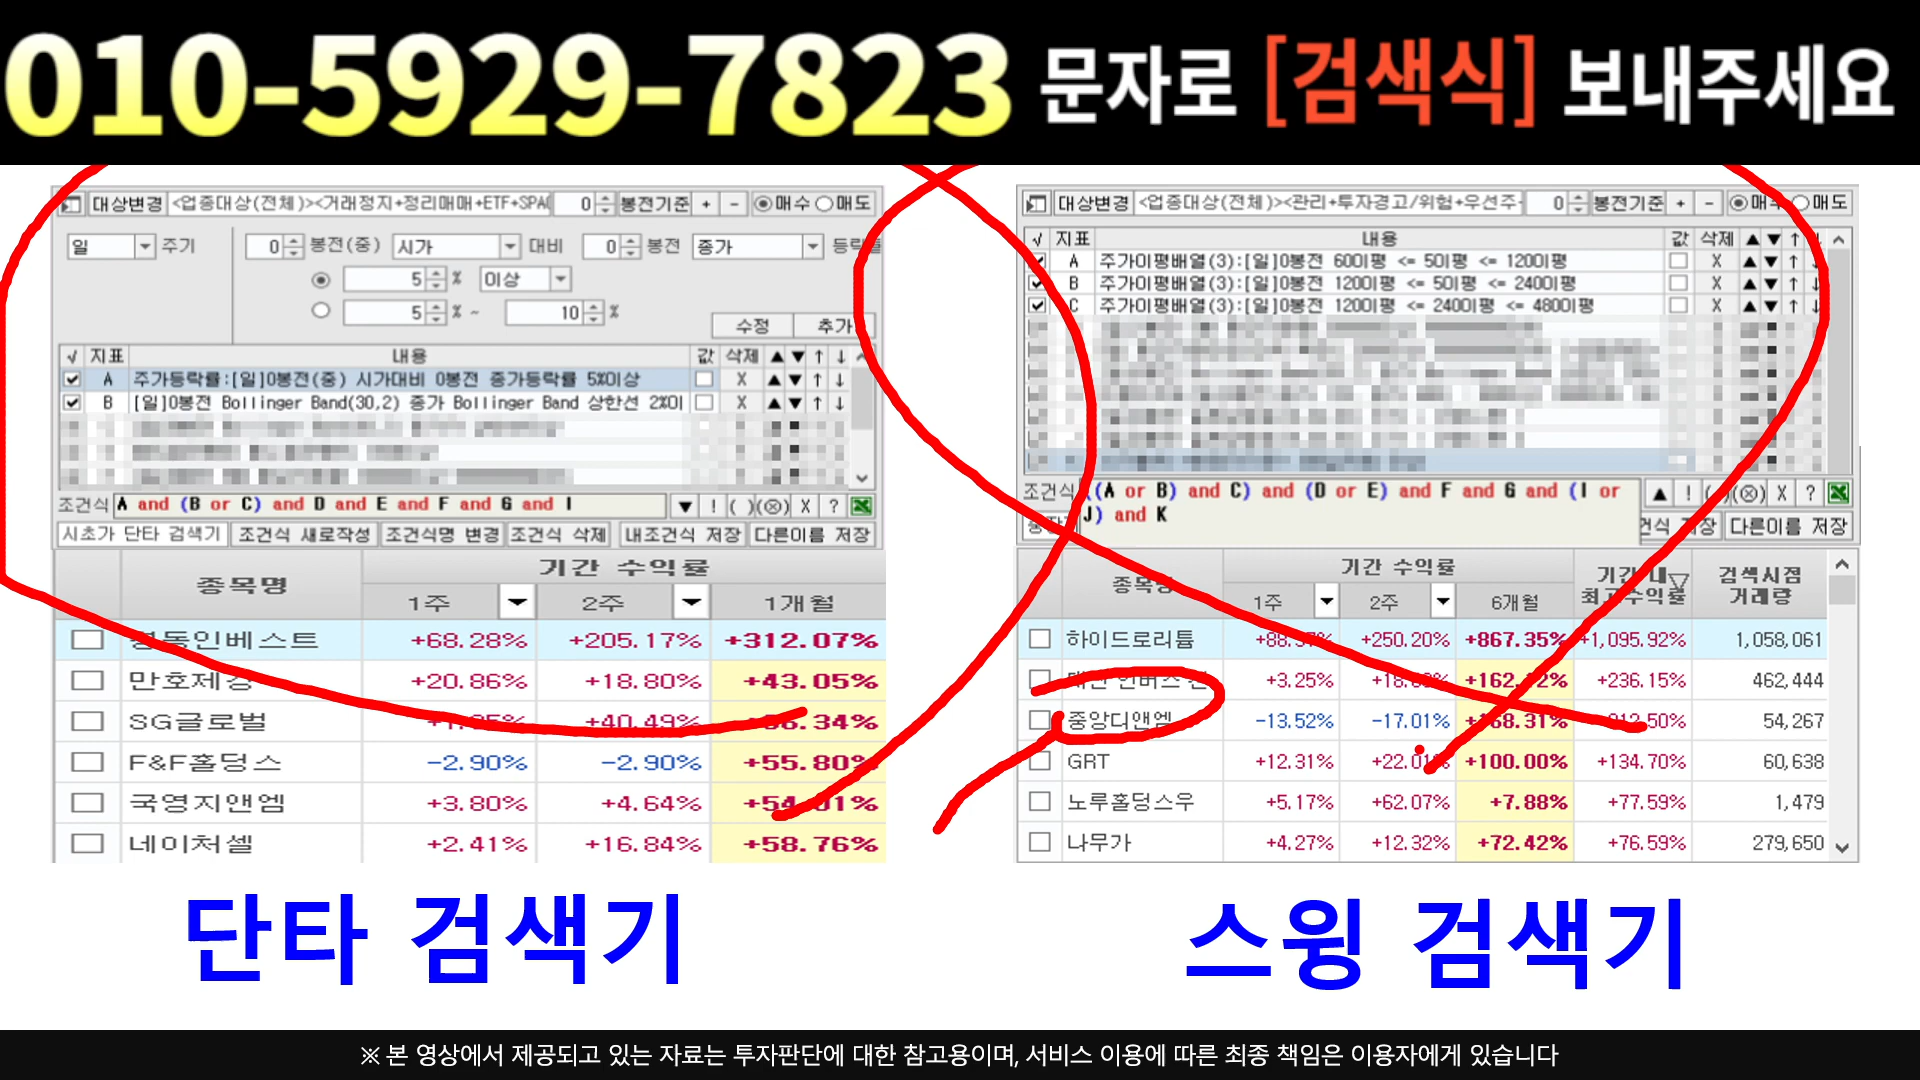 010-5929-7823 문자로 [검색식] 보내주세요
대상변경 <업종대상(전체)><거래정지+정리매매+ETF+SPA 0 봉전기준 + - 매수 매도
일 주기 0 봉전(중) 시가 대비 0 봉전 종가
5 % 이상
5 % ~ 10 %
수정 추가
√ 지표 내용 값 삭제 ▲ ▼ ↑ ↓
A 주가등락률:[일]0봉전(중) 시가대비 0봉전 종가등락률 5%이상 X ▲ ▼ ↑ ↓
B [일]0봉전 Bollinger Band(30,2) 종가 Bollinger Band 상한선 2%이 X ▲ ▼ ↑ ↓
조건식 A and (B or C) and D and E and F and G and I ▼ ! ( ) (⊗) X ?
시초가 단타 검색기 조건식 새로작성 조건식명 변경 조건식 삭제 내조건식 저장 다른이름 저장
종목명 기간 수익률
1주 2주 1개월
+68.28% +205.17% +312.07%
만호제강 +20.86% +18.80% +43.05%
SG글로벌 +40.49%
F&F홀딩스 -2.90% -2.90% +55.80%
국영지앤엠 +3.80% +4.64%
네이처셀 +2.41% +16.84% +58.76%
단타 검색기
대상변경 <업종대상(전체)><관리+투자경고/위험+우선주+ 0 봉전기준 + - 매수 매도
√ 지표 내용 값 삭제 ▲ ▼ ↑ ↓
A 주가이평배열(3):[일]0봉전 60이평 <= 5이평 <= 120이평 X ▲ ▼ ↑ ↓
B 주가이평배열(3):[일]0봉전 120이평 <= 5이평 <= 240이평 X ▲ ▼ ↑ ↓
C 주가이평배열(3):[일]0봉전 120이평 <= 240이평 <= 480이평 X ▲ ▼ ↑ ↓
조건식 ((A or B) and C) and (D or E) and F and G and (I or ▲ ! ( ) (⊗) X ?
J) and K 저장 다른이름 저장
종목명 기간 수익률 기간 내 최고수익률 검색시점 거래량
1주 2주 6개월
하이드로리튬 +250.20% +867.35% +1,095.92% 1,058,061
+3.25% +236.15% 462,444
중앙디앤엠 -13.52% -17.01% 54,267
GRT +12.31% +100.00% +134.70% 60,638
노루홀딩스우 +5.17% +62.07% +7.88% +77.59% 1,479
나무가 +4.27% +12.32% +72.42% +76.59% 279,650
스윙 검색기
※ 본 영상에서 제공되고 있는 자료는 투자판단에 대한 참고용이며, 서비스 이용에 따른 최종 책임은 이용자에게 있습니다